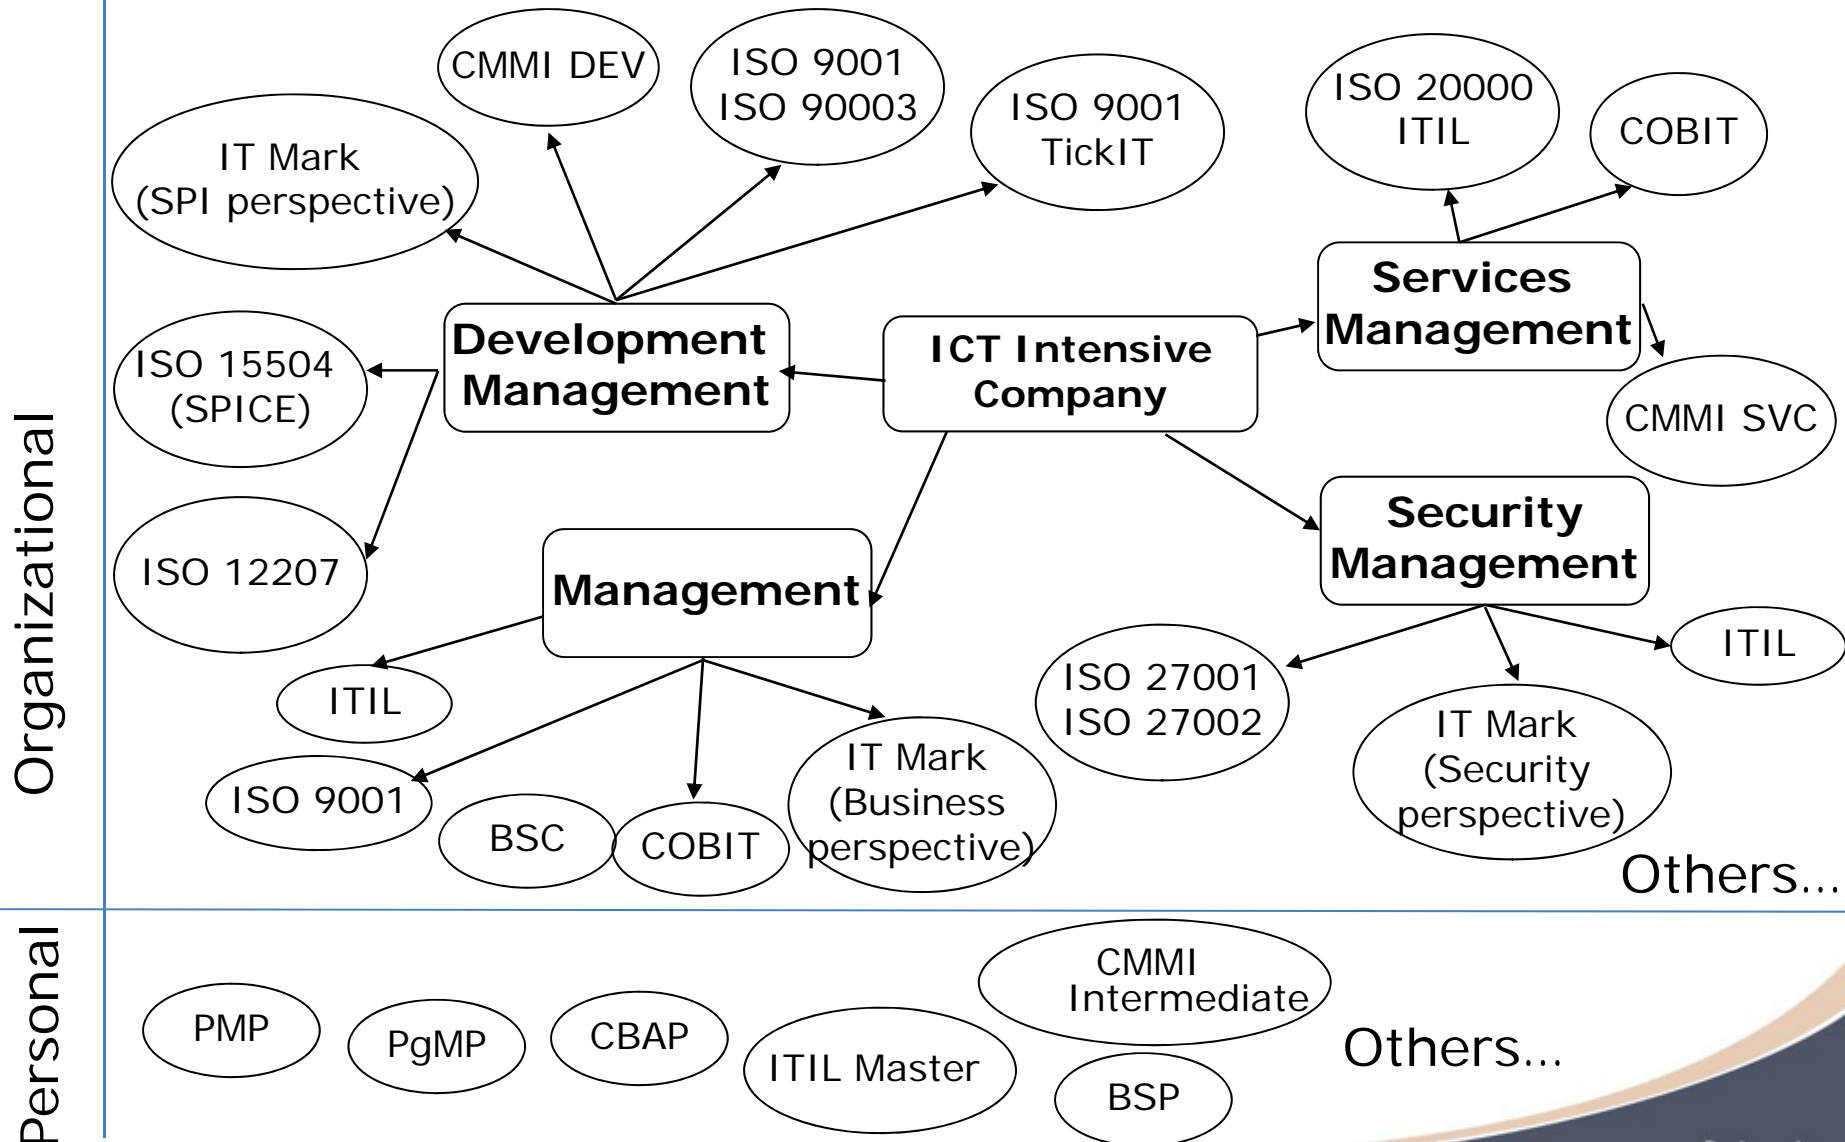 Organizational
CMMI DEV
ISO 9001
ISO 90003
ISO 9001
TickIT
ISO 20000
ITIL
COBIT
IT Mark
(SPI perspective)
Services
Management
Development
Management
ICT Intensive
Company
ISO 15504
(SPICE)
CMMI SVC
Security
Management
ISO 12207
Management
ITIL
ISO 27001
ISO 27002
ITIL
IT Mark
(Security
perspective)
ISO 9001
BSC
COBIT
IT Mark
(Business
perspective)
Others...
Personal
PMP
PgMP
CBAP
ITIL Master
CMMI
Intermediate
BSP
Others...